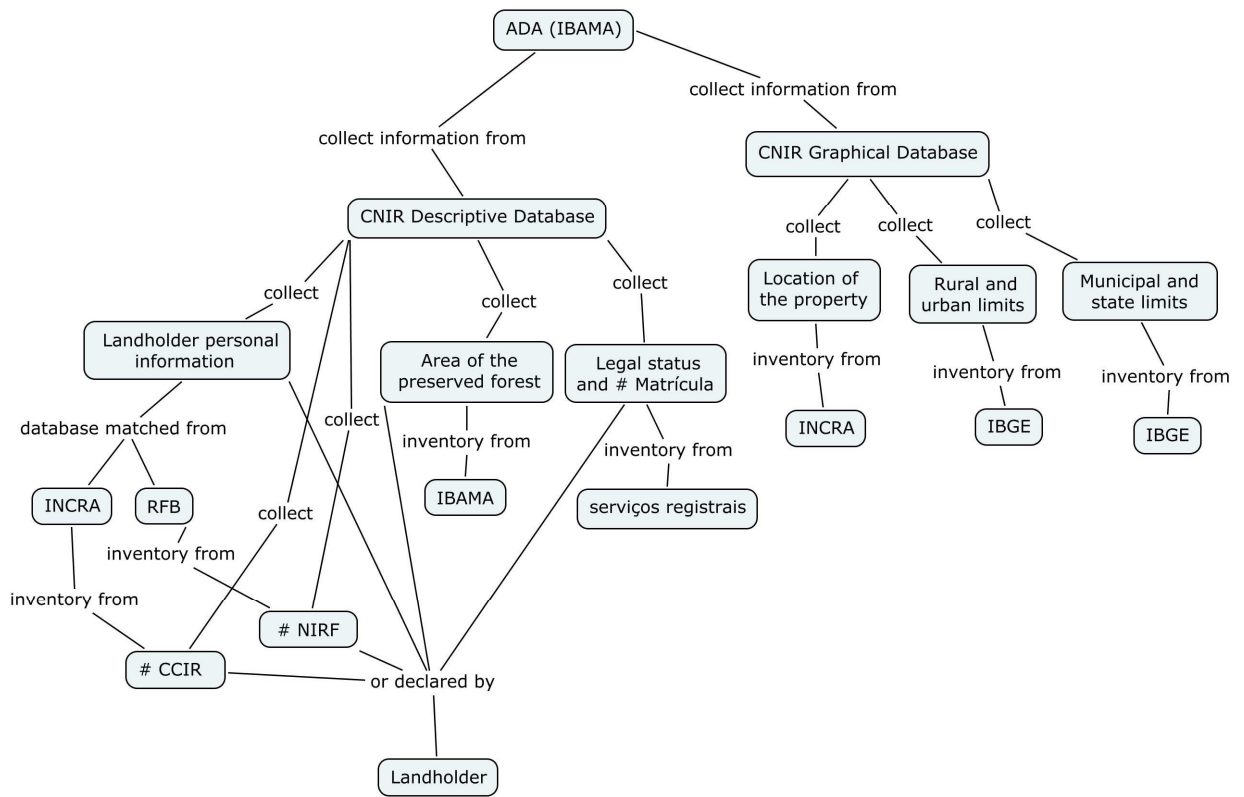 ADA (IBAMA)
collect information from
collect information from
CNIR Graphical Database
CNIR Descriptive Database
collect
collect
collect
Location of
the property
Rural and
urban limits
Municipal and
state limits
collect
collect
collect
Landholder personal
information
Area of the
preserved forest
Legal status
and # Matrícula
inventory from
inventory from
inventory from
INCRA
IBGE
IBGE
database matched from
collect
inventory from
inventory from
INCRA
RFB
IBAMA
serviços registrais
collect
inventory from
inventory from
# NIRF
# CCIR
or declared by
Landholder